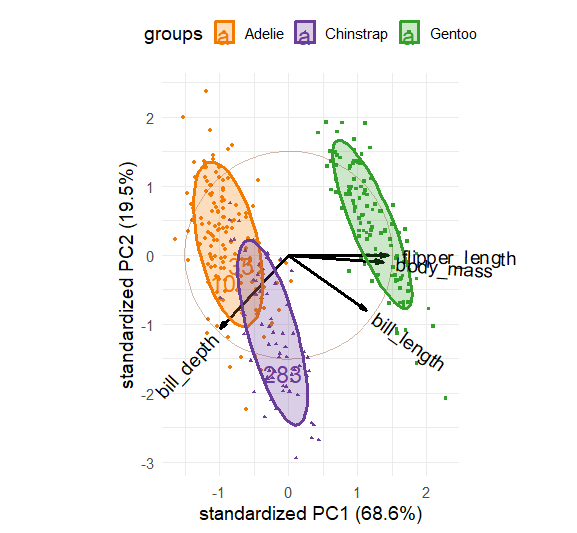 groups a Adelie a Chinstrap a Gentoo
2
1
0
-1
-2
-3
standardized PC2 (19.5%)
flipper_length
body_mass
bill_length
bill_depth
283
-1 0 1 2
standardized PC1 (68.6%)